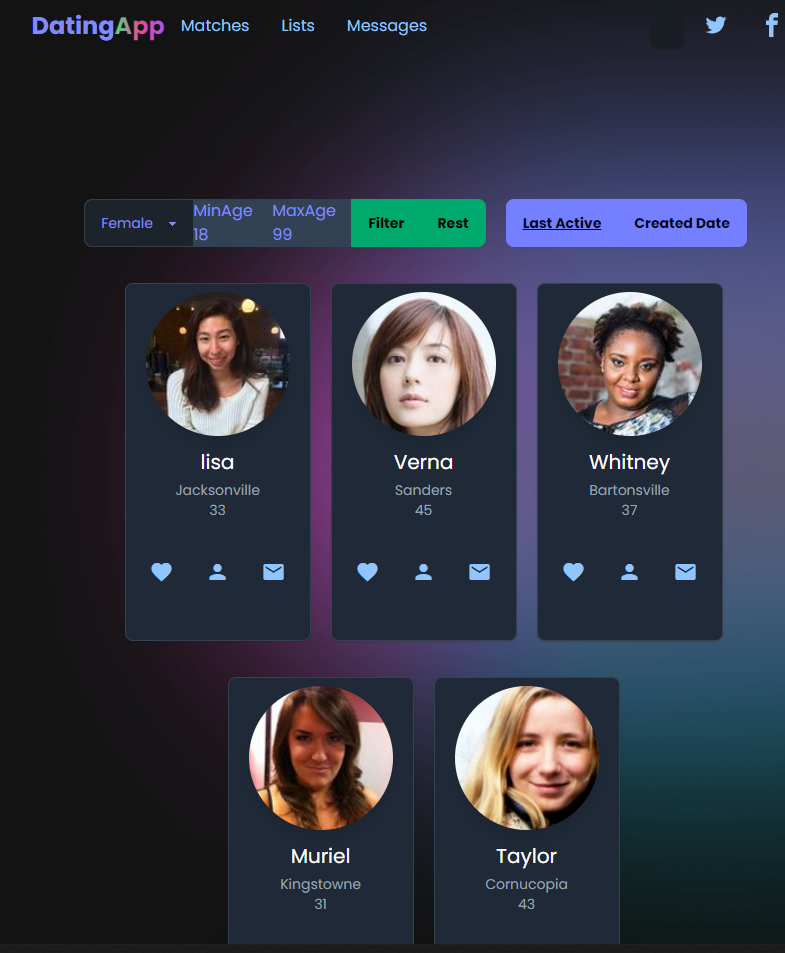 DatingApp Matches Lists Messages
Female MinAge MaxAge Filter Rest Last Active Created Date
18 99
lisa Verna Whitney
Jacksonville Sanders Bartonsville
33 45 37
Muriel Taylor
Kingstowne Cornucopia
31 43